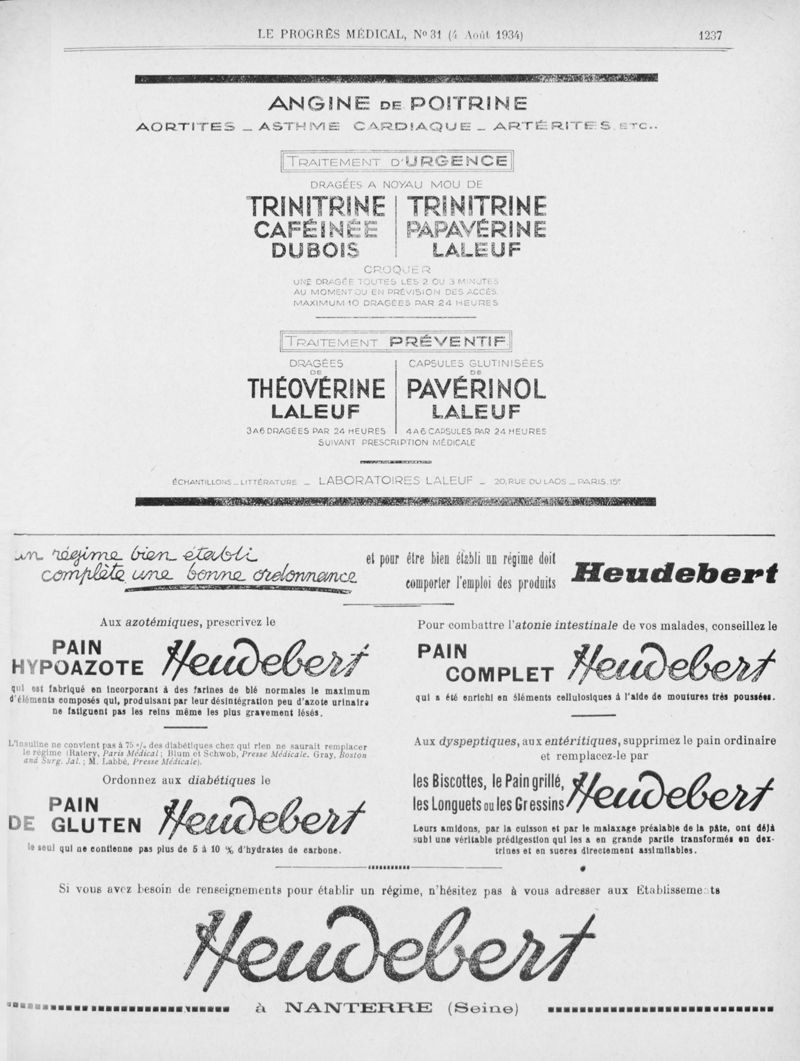 LE PROGRÈS MÉDICAL, N° 31 (4 Août 1934) 1237
ANGINE DE POITRINE
AORTITES _ ASTHME CARDIAQUE _ ARTÉRITES. ETC..
TRAITEMENT D'URGENCE
DRAGÉES A NOYAU MOU DE
TRINITRINE
CAFÉINÉE
DUBOIS
TRINITRINE
PAPAVÉRINE
LALEUF
CROQUER
UNE DRAGÉE TOUTES LES 2 OU 3 MINUTES
AU MOMENT OU EN PRÉVISION DES ACCÈS.
MAXIMUM 10 DRAGÉES PAR 24 HEURES
TRAITEMENT PRÉVENTIF
DRAGÉES
DE
THÉOVÉRINE
LALEUF
3 A 6 DRAGÉES PAR 24 HEURES
CAPSULES GLUTINISÉES
DE
PAVÉRINOL
LALEUF
4 A 6 CAPSULES PAR 24 HEURES
SUIVANT PRESCRIPTION MÉDICALE
ÉCHANTILLONS _ LITTÉRATURE _ LABORATOIRES LALEUF _ 20, RUE DU LAOS _ PARIS. 15e
un régime bien établi
complète une bonne ordonnance
et pour être bien établi un régime doit
comporter l'emploi des produits
Heudebert
Aux azotémiques, prescrivez le
PAIN
HYPOAZOTE Heudebert
qui est fabriqué en incorporant à des farines de blé normales le maximum
d'éléments composés qui, produisant par leur désintégration peu d'azote urinaire
ne fatiguent pas les reins même les plus gravement lésés.
L'insuline ne convient pas à 75 % des diabétiques chez qui rien ne saurait remplacer
le régime (Ratery, Paris Médical; Blum et Schwob, Presse Médicale. Gray, Boston
and Surg. Jal.; M. Labbé, Presse Médicale).
Ordonnez aux diabétiques le
PAIN
DE GLUTEN Heudebert
le seul qui ne contienne pas plus de 5 à 10 % d'hydrates de carbone.
Pour combattre l'atonie intestinale de vos malades, conseillez le
PAIN
COMPLET Heudebert
qui a été enrichi en éléments cellulosiques à l'aide de moutures très poussées.
Aux dyspeptiques, aux entéritiques, supprimez le pain ordinaire
et remplacez-le par
les Biscottes, le Pain grillé,
les Longuets ou les Gressins Heudebert
Leurs amidons, par la cuisson et par le malaxage préalable de la pâte, ont déjà
subi une véritable prédigestion qui les a en grande partie transformés en dex-
trines et en sucres directement assimilables.
Si vous avez besoin de renseignements pour établir un régime, n'hésitez pas à vous adresser aux Établissements
Heudebert
à NANTERRE (Seine)